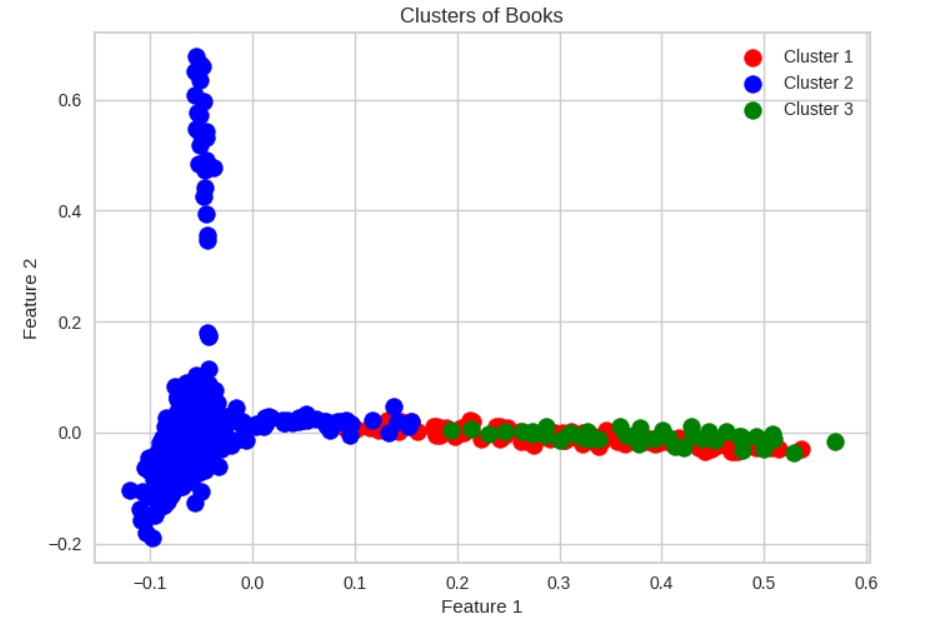 Clusters of Books
Cluster 1
Cluster 2
Cluster 3
Feature 2
0.6
0.4
0.2
0.0
−0.2
−0.1
0.0
0.1
0.2
0.3
0.4
0.5
0.6
Feature 1